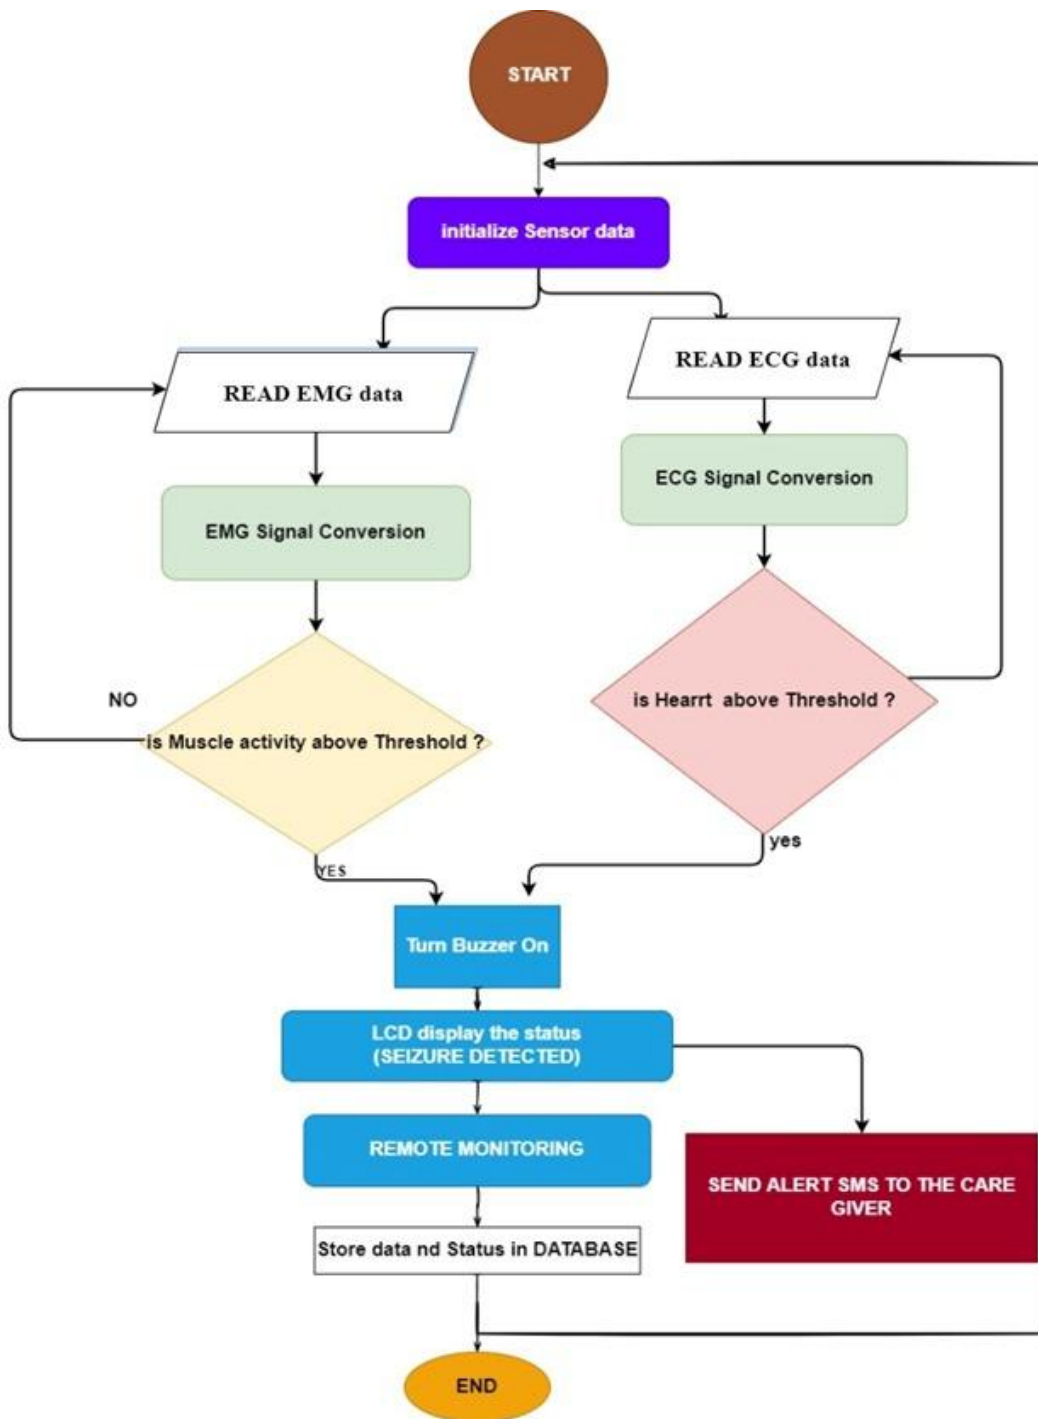 START
initialize Sensor data
READ EMG data
READ ECG data
EMG Signal Conversion
ECG Signal Conversion
NO
is Muscle activity above Threshold ?
is Hearrt above Threshold ?
YES
yes
Turn Buzzer On
LCD display the status
(SEIZURE DETECTED)
REMOTE MONITORING
SEND ALERT SMS TO THE CARE
GIVER
Store data nd Status in DATABASE
END